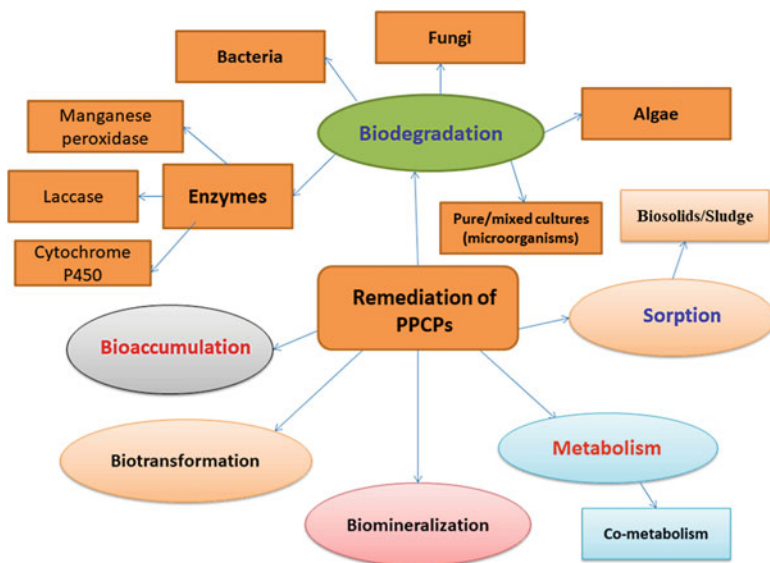 Fungi
Bacteria
Manganese
peroxidase
Biodegradation
Algae
Laccase
Enzymes
Pure/mixed cultures
(microorganisms)
Biosolids/Sludge
Cytochrome
P450
Remediation of
PPCPs
Sorption
Bioaccumulation
Biotransformation
Metabolism
Biomineralization
Co-metabolism